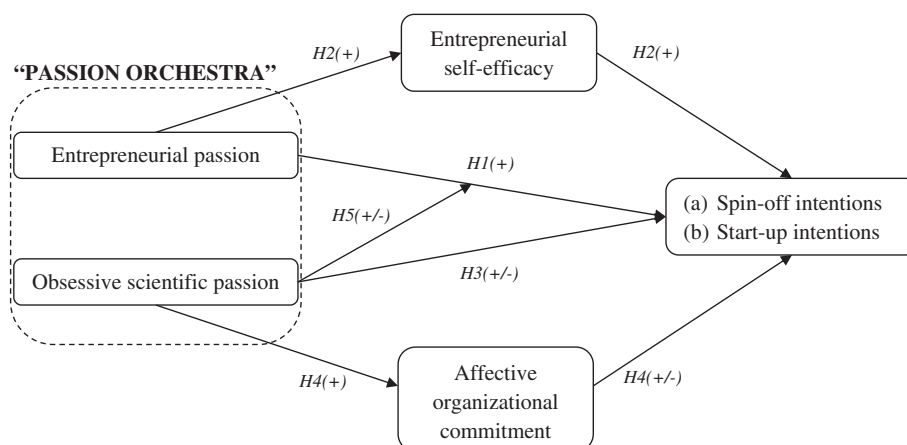 H2(+)
Entrepreneurial
self-efficacy
H2(+)
“PASSION ORCHESTRA”
Entrepreneurial passion
H1(+)
H5(+/-)
(a) Spin-off intentions
(b) Start-up intentions
Obsessive scientific passion
H3(+/-)
H4(+)
Affective
organizational
commitment
H4(+/-)